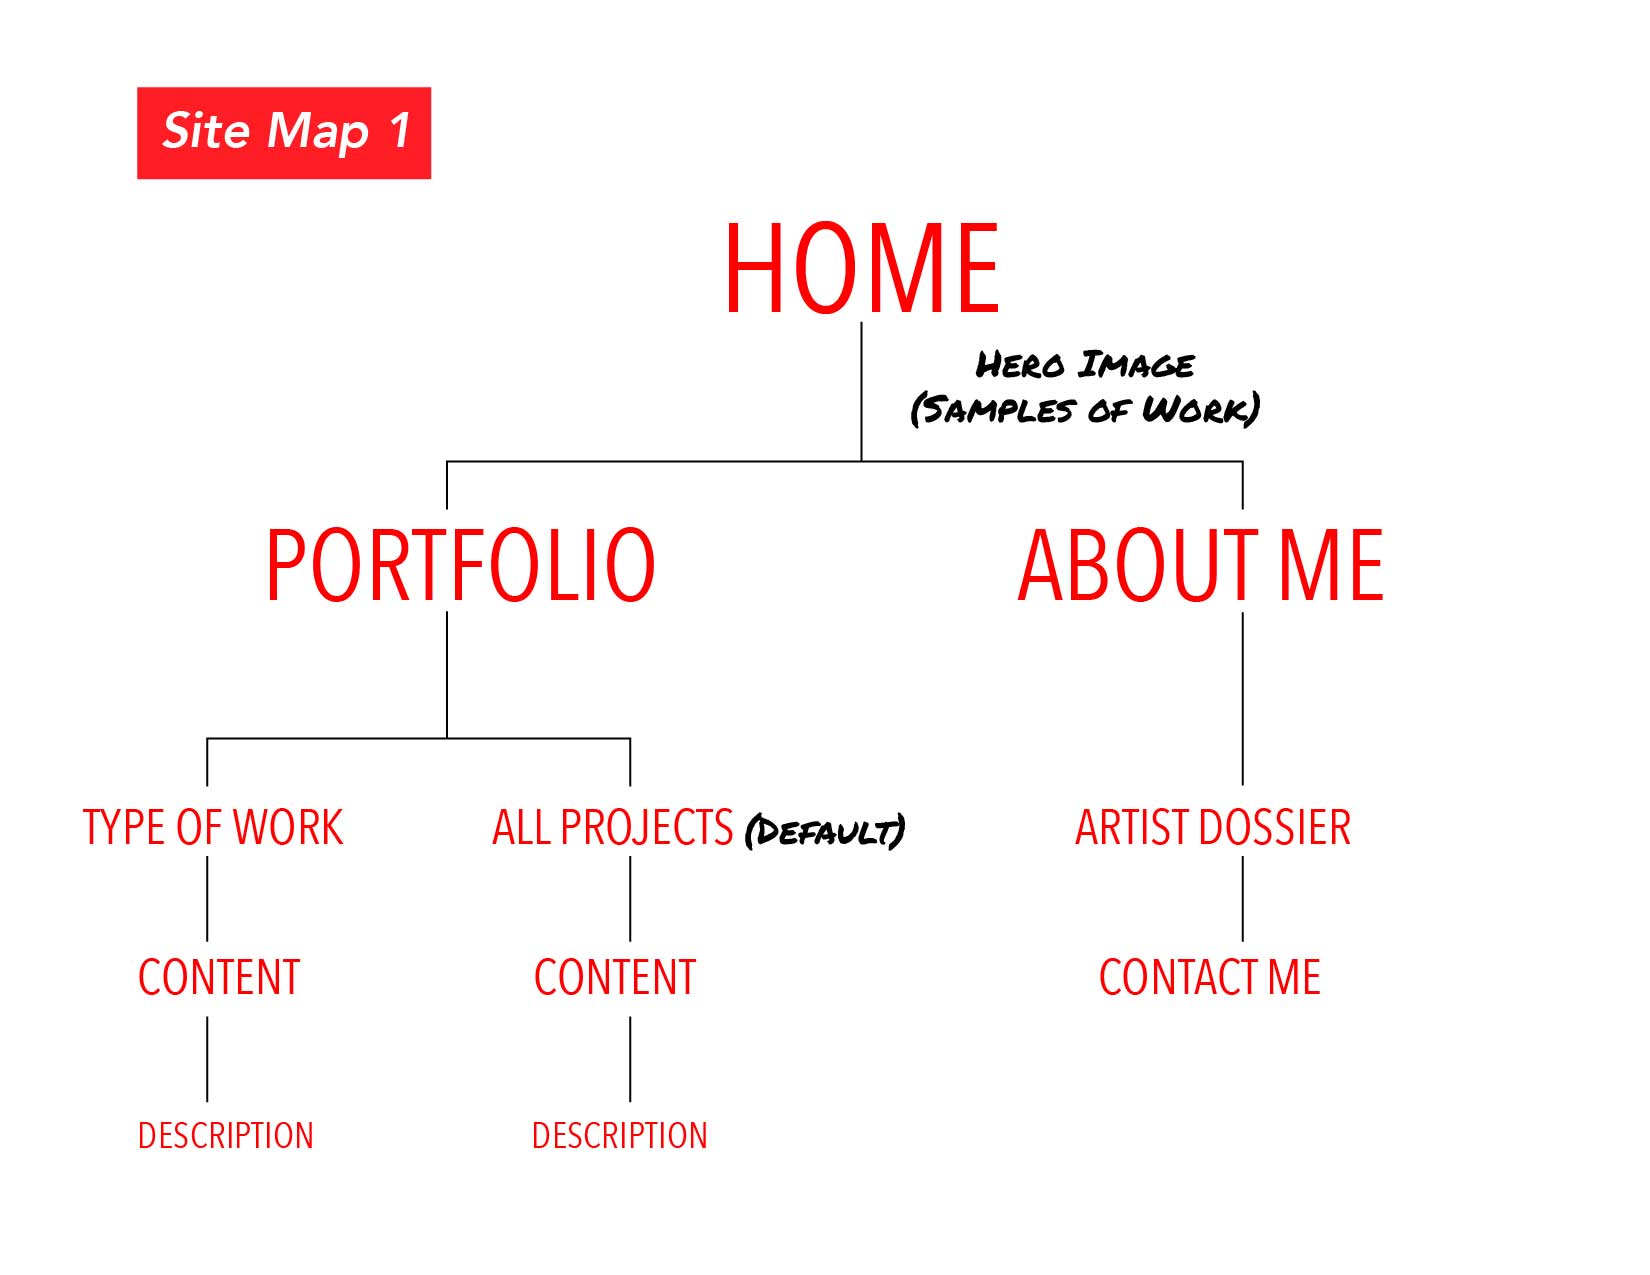 Site Map 1
HOME
Hero Image
(Samples of Work)
PORTFOLIO
ABOUT ME
TYPE OF WORK
ALL PROJECTS (Default)
ARTIST DOSSIER
CONTENT
CONTENT
CONTACT ME
DESCRIPTION
DESCRIPTION